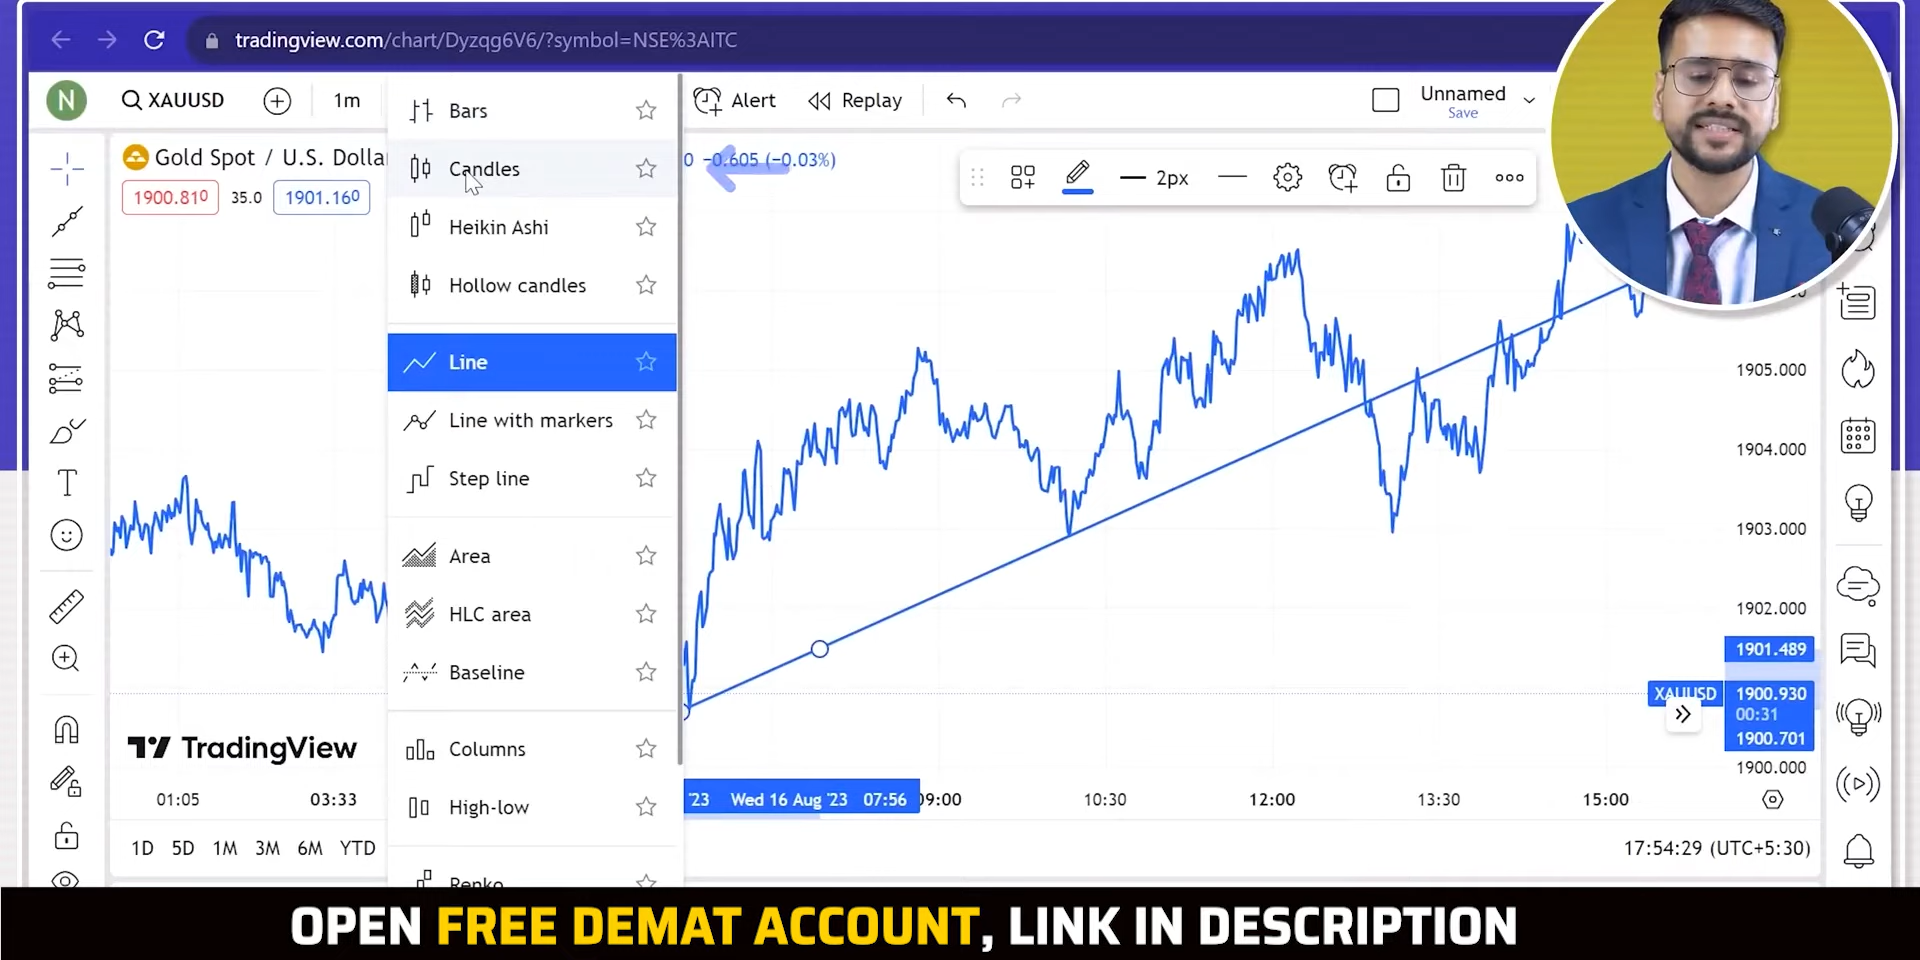 tradingview.com/chart/Dyzqg6V6/?symbol=NSE%3AITC
N
XAUUSD
1m
Alert
Replay
Unnamed
Save
Gold Spot / U.S. Dolla
0 −0.605 (−0.03%)
1900.810
35.0
1901.160
2px
Bars
Candles
Heikin Ashi
Hollow candles
Line
Line with markers
Step line
Area
HLC area
Baseline
Columns
High-low
Renko
1905.000
1904.000
1903.000
1902.000
1901.489
XAUUSD
1900.930
00:31
1900.701
1900.000
TradingView
01:05
03:33
'23 Wed 16 Aug '23 07:56
09:00
10:30
12:00
13:30
15:00
1D 5D 1M 3M 6M YTD
17:54:29 (UTC+5:30)
OPEN FREE DEMAT ACCOUNT, LINK IN DESCRIPTION